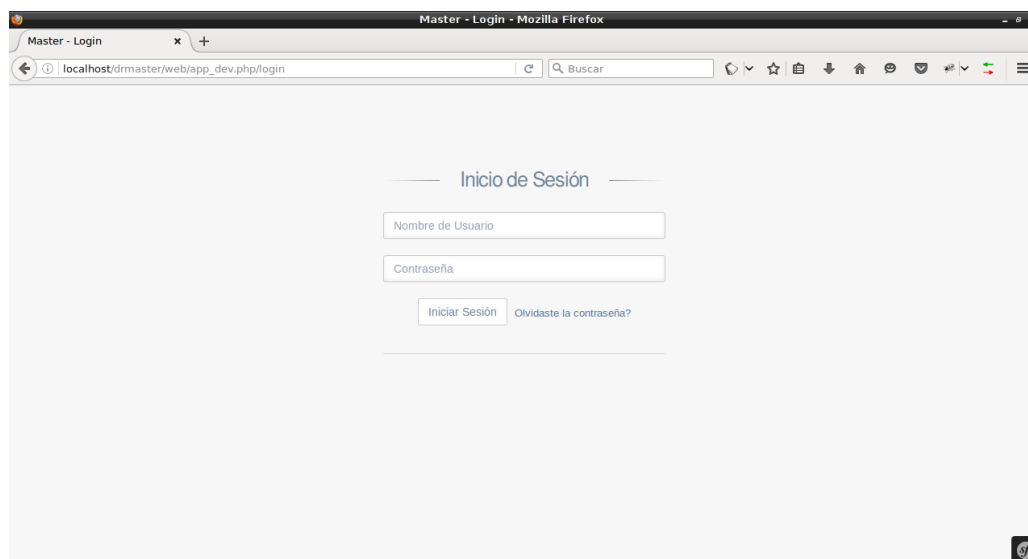 Master - Login - Mozilla Firefox
Master - Login
localhost/drmaster/web/app_dev.php/login
Buscar
Inicio de Sesión
Nombre de Usuario
Contraseña
Iniciar Sesión Olvidaste la contraseña?